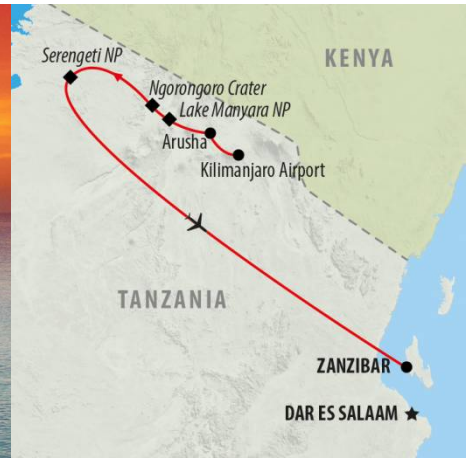 Serengeti NP
KENYA
Ngorongoro Crater
Lake Manyara NP
Arusha
Kilimanjaro Airport
TANZANIA
ZANZIBAR
DAR ES SALAAM